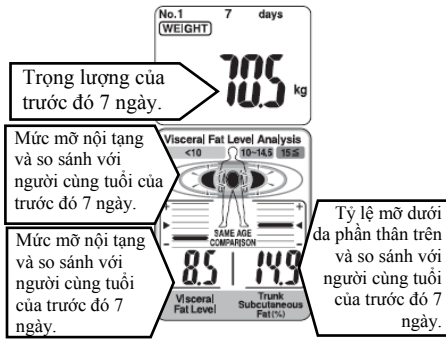 No.1 7 days
WEIGHT
70.5 kg
Trọng lượng của
trước đó 7 ngày.
Visceral Fat Level Analysis
<10 10~14,5 15≦
Mức mỡ nội tạng
và so sánh với
người cùng tuổi của
trước đó 7 ngày.
+ +
SAME AGE
COMPARISON
- -
Mức mỡ nội tạng
và so sánh với
người cùng tuổi
của trước đó 7
ngày.
8.5 14.9
Visceral
Fat Level
Trunk
Subcutaneous
Fat(%)
Tỷ lệ mỡ dưới
da phần thân trên
và so sánh với
người cùng tuổi
của trước đó 7
ngày.